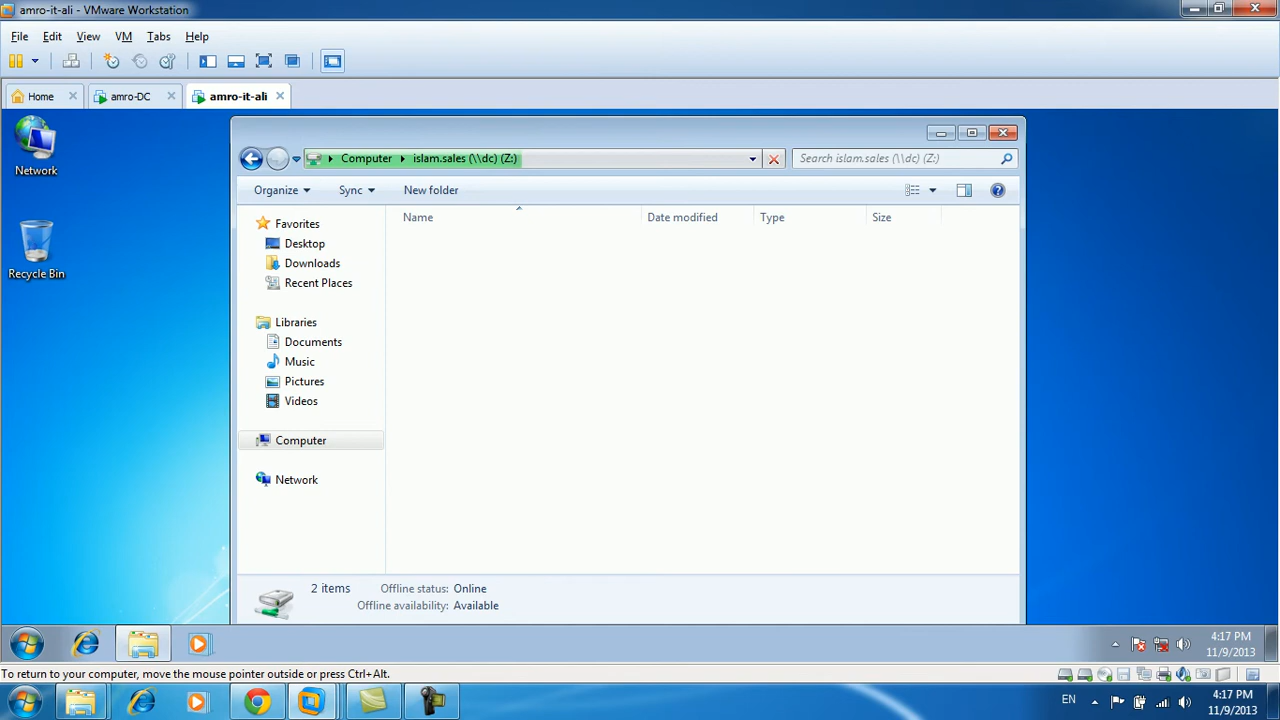 amro-it-ali - VMware Workstation
File Edit View VM Tabs Help
Home amro-DC amro-it-ali
Network
Recycle Bin
Computer islam.sales (\\dc) (Z:) Search islam.sales (\\dc) (Z:)
Organize Sync New folder
Name Date modified Type Size
Favorites
Desktop
Downloads
Recent Places
Libraries
Documents
Music
Pictures
Videos
Computer
Network
2 items Offline status: Online
Offline availability: Available
4:17 PM
11/9/2013
To return to your computer, move the mouse pointer outside or press Ctrl+Alt.
EN
4:17 PM
11/9/2013